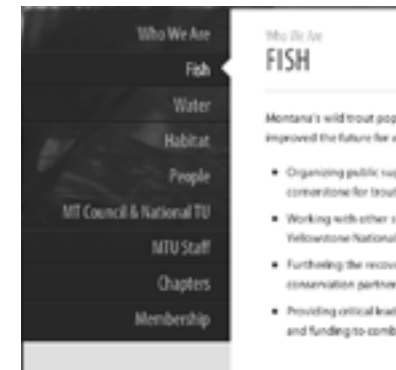 Who We Are
Fish
Water
Habitat
People
MT Council & National TU
MTU Staff
Chapters
Membership
Who We Are
FISH
Montana's wild trout pop
improved the future for
Organizing public sup
cornerstone for trout
Working with other
Yellowstone National
Furthering the recov
conservation partner
Providing critical lead
and funding to comb